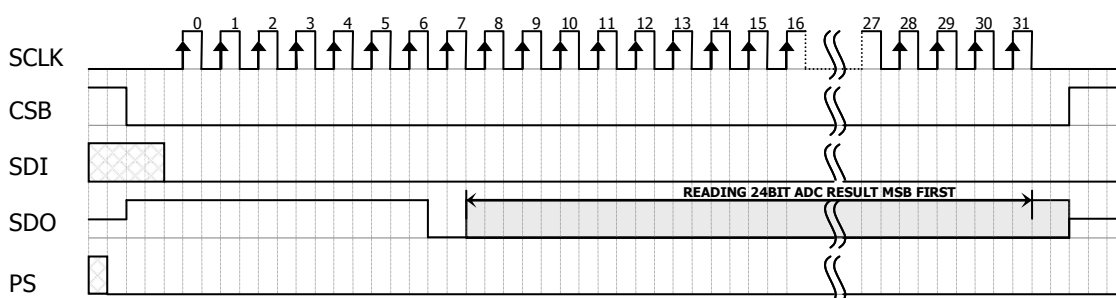 0 1 2 3 4 5 6 7 8 9 10 11 12 13 14 15 16 27 28 29 30 31
SCLK
CSB
SDI
READING 24BIT ADC RESULT MSB FIRST
SDO
PS